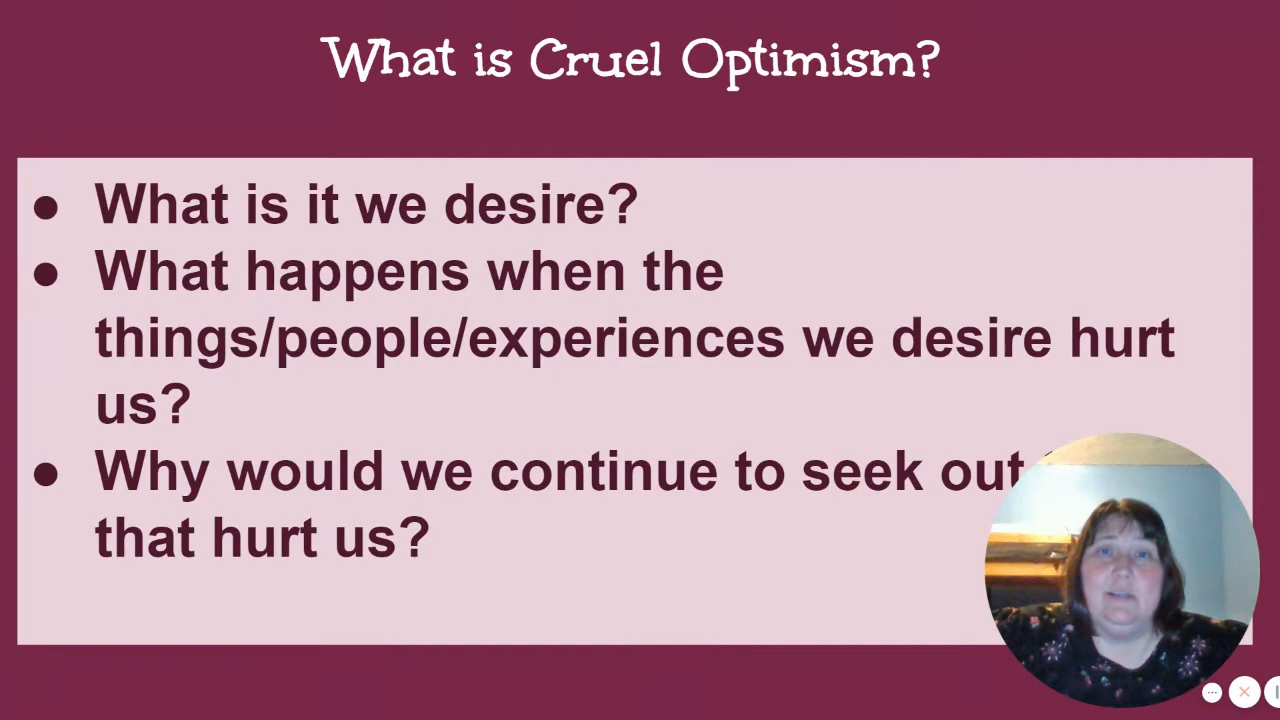 What is Cruel Optimism?
● What is it we desire?
● What happens when the
things/people/experiences we desire hurt
us?
● Why would we continue to seek out
that hurt us?